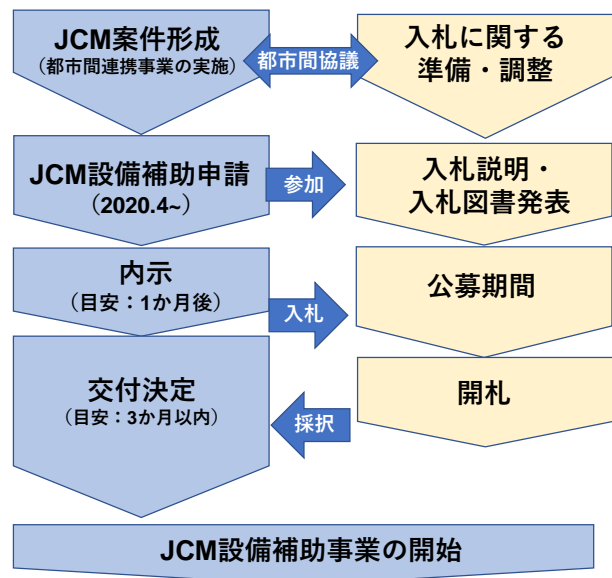 JCM案件形成
（都市間連携事業の実施）
都市間協議
入札に関する
準備・調整
JCM設備補助申請
（2020.4~）
参加
入札説明・
入札図書発表
内示
（目安：1か月後）
入札
公募期間
交付決定
（目安：3か月以内）
採択
開札
JCM設備補助事業の開始